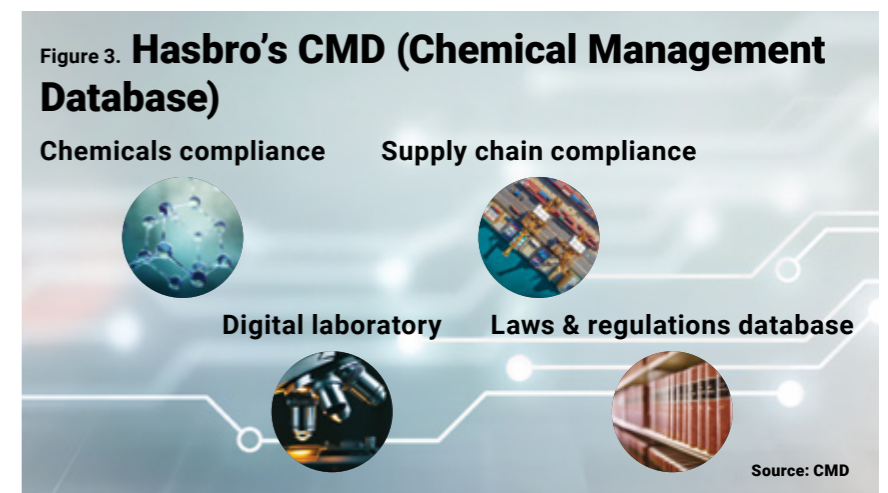 Figure 3. Hasbro’s CMD (Chemical Management
Database)
Chemicals compliance
Supply chain compliance
Digital laboratory
Laws & regulations database
Source: CMD